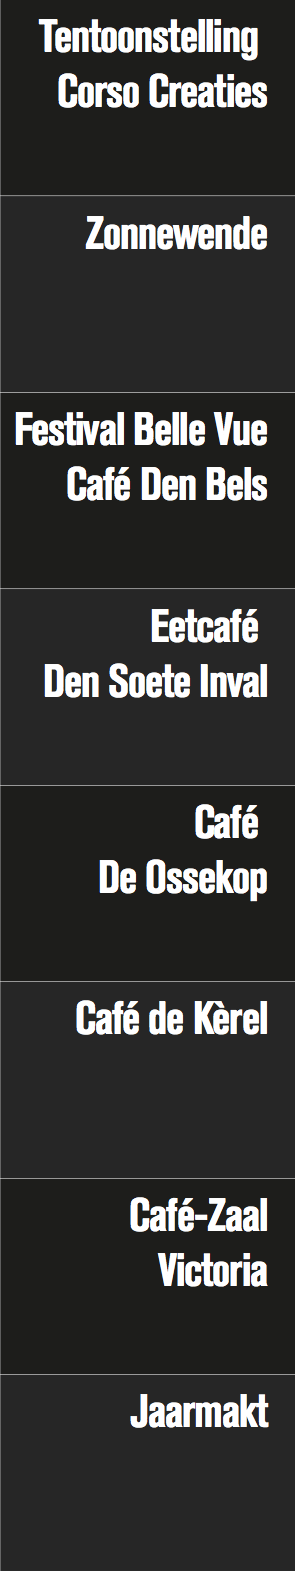 Tentoonstelling
Corso Creaties
Zonnewende
Festival Belle Vue
Café Den Bels
Eetcafé
Den Soete Inval
Café
De Ossekop
Café de Kèrel
Café-Zaal
Victoria
Jaarmakt